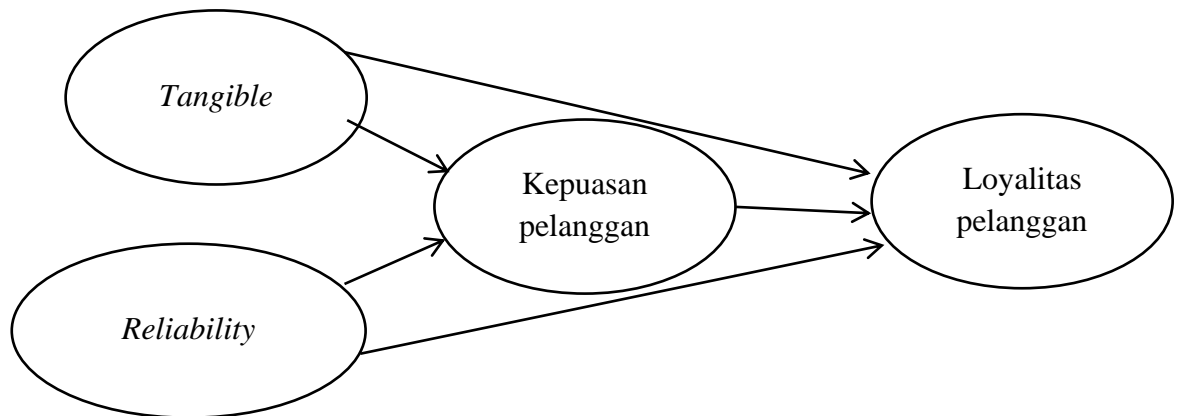 Tangible
Kepuasan
pelanggan
Loyalitas
pelanggan
Reliability